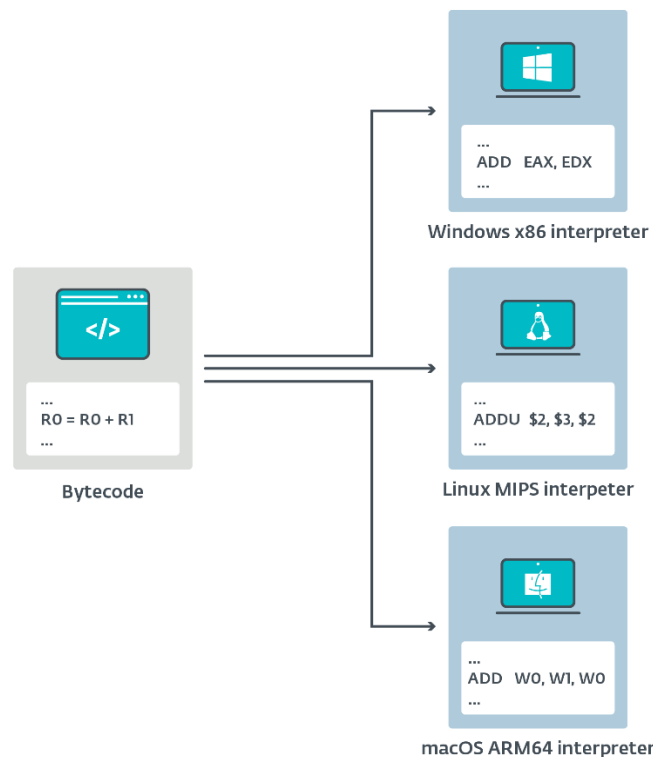 ...
ADD EAX, EDX
...
Windows x86 interpreter
</>
...
R0 = R0 + R1
...
Bytecode
...
ADDU $2, $3, $2
...
Linux MIPS interpeter
...
ADD W0, W1, W0
...
macOS ARM64 interpreter